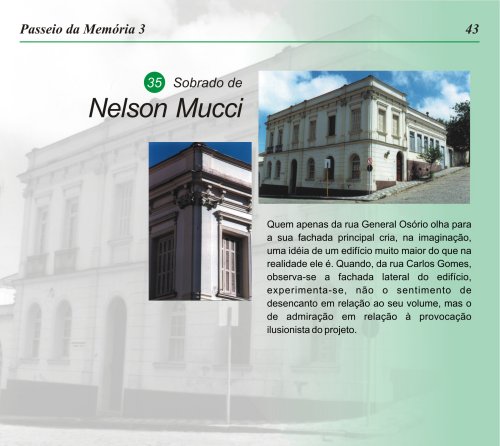 Passeio da Memória 3
43
35 Sobrado de
Nelson Mucci
Quem apenas da rua General Osório olha para
a sua fachada principal cria, na imaginação,
uma idéia de um edifício muito maior do que na
realidade ele é. Quando, da rua Carlos Gomes,
observa-se a fachada lateral do edifício,
experimenta-se, não o sentimento de
desencanto em relação ao seu volume, mas o
de admiração em relação à provocação
ilusionista do projeto.